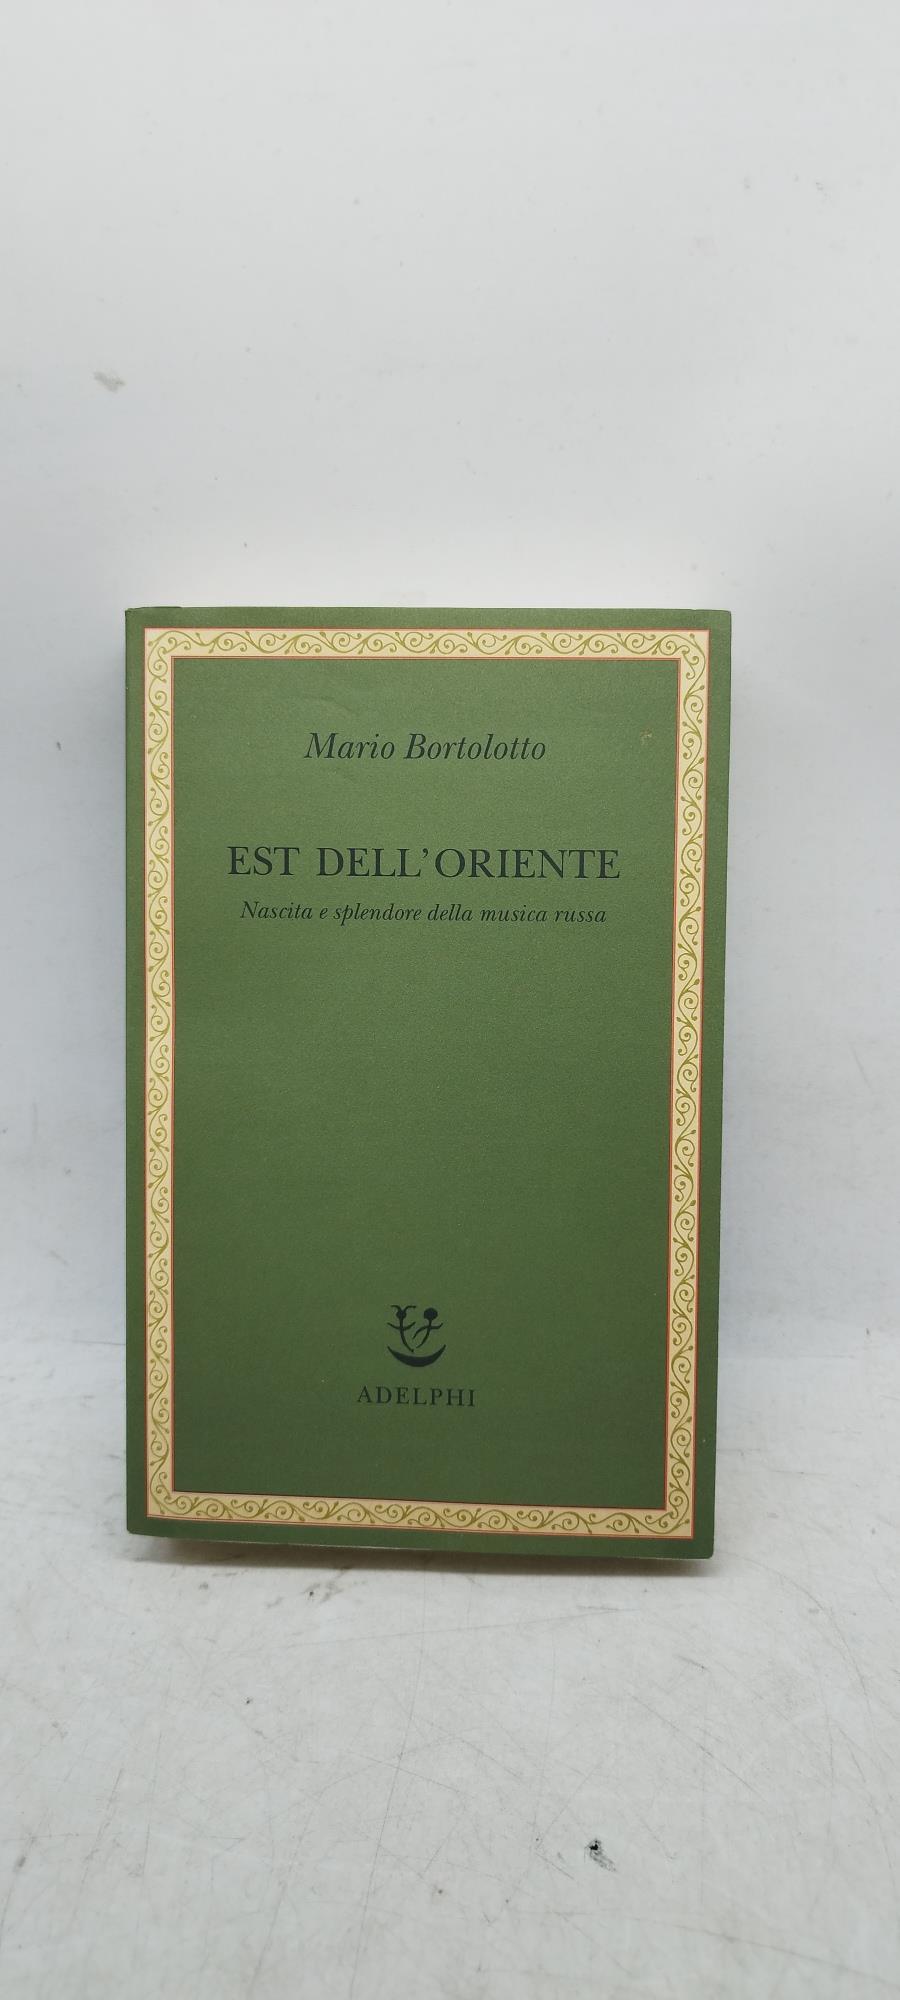 Mario Bortolotto
EST DELL'ORIENTE
Nascita e splendore della musica russa
ADELPHI